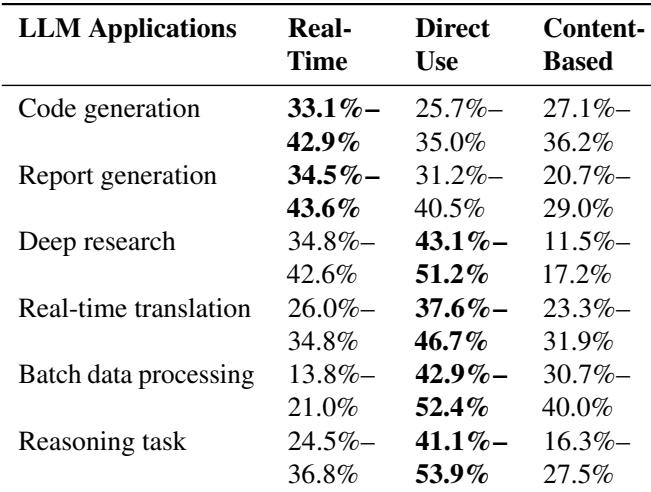 LLM Applications Real- Direct Content-
Time Use Based
Code generation 33.1%– 25.7%– 27.1%–
42.9% 35.0% 36.2%
Report generation 34.5%– 31.2%– 20.7%–
43.6% 40.5% 29.0%
Deep research 34.8%– 43.1%– 11.5%–
42.6% 51.2% 17.2%
Real-time translation 26.0%– 37.6%– 23.3%–
34.8% 46.7% 31.9%
Batch data processing 13.8%– 42.9%– 30.7%–
21.0% 52.4% 40.0%
Reasoning task 24.5%– 41.1%– 16.3%–
36.8% 53.9% 27.5%